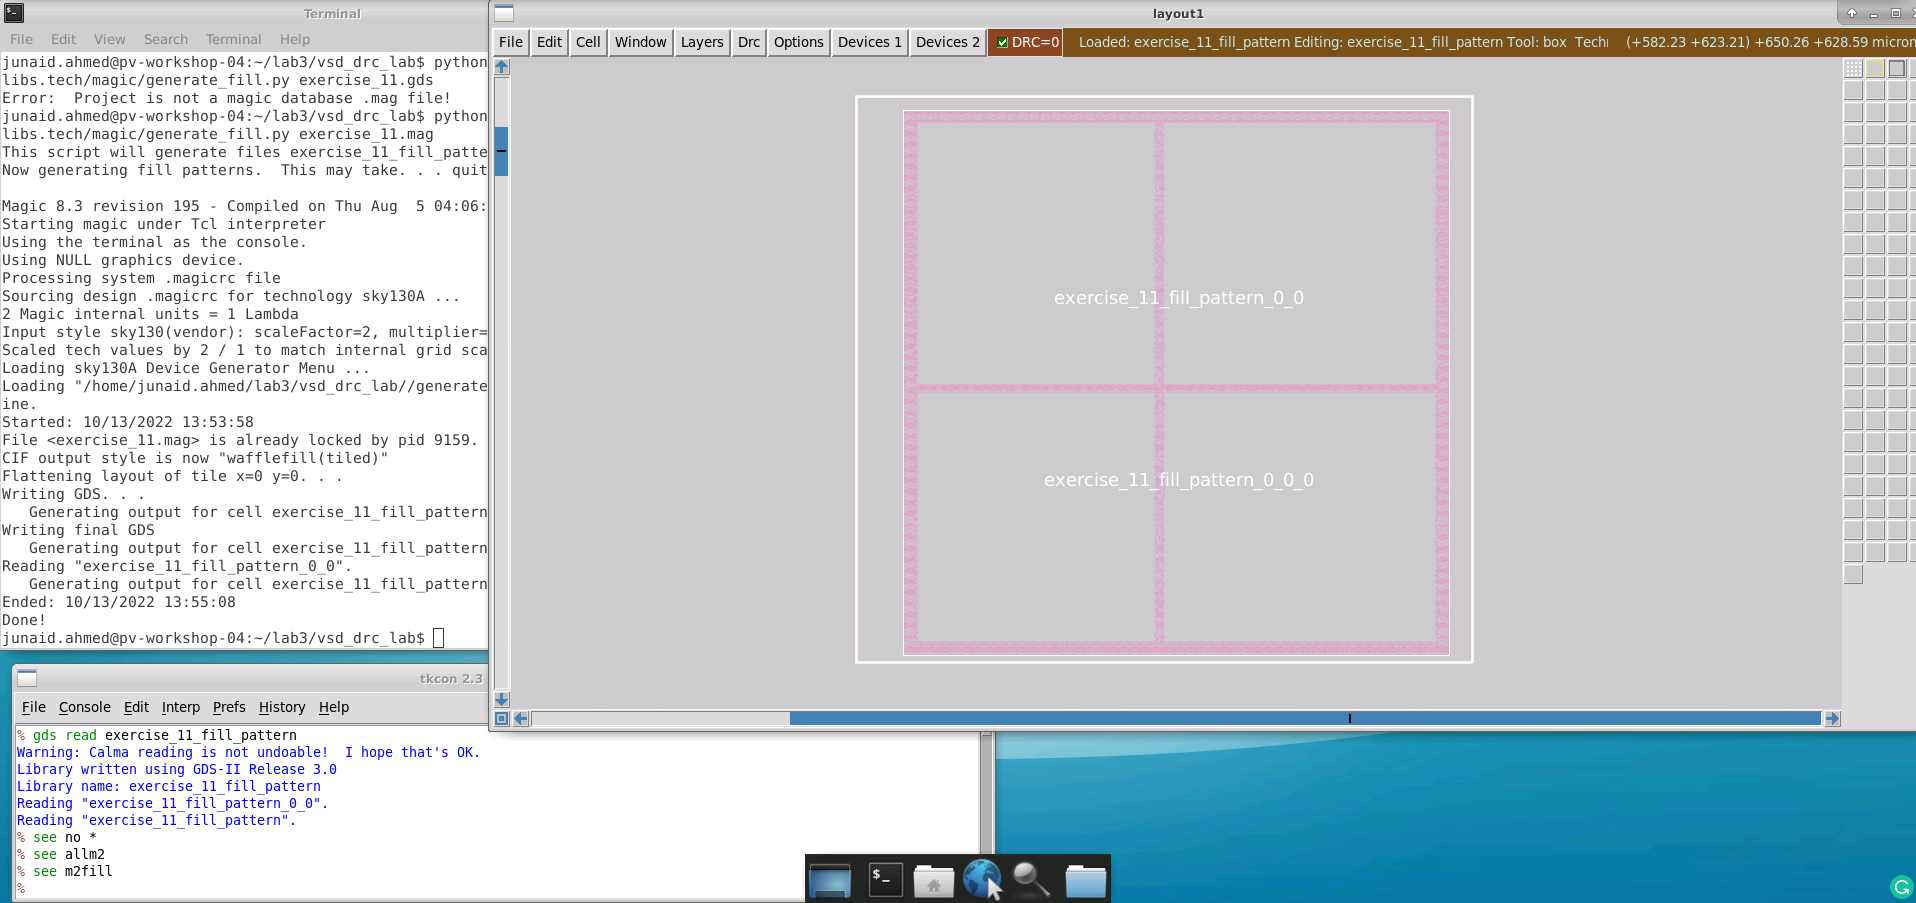 Terminal
File Edit View Search Terminal Help
junaid.ahmed@pv-workshop-04:~/lab3/vsd_drc_lab$ python
libs.tech/magic/generate_fill.py exercise_11.gds
Error:  Project is not a magic database .mag file!
junaid.ahmed@pv-workshop-04:~/lab3/vsd_drc_lab$ python
libs.tech/magic/generate_fill.py exercise_11.mag
This script will generate files exercise_11_fill_patte
Now generating fill patterns.  This may take. . . quit
Magic 8.3 revision 195 - Compiled on Thu Aug  5 04:06:
Starting magic under Tcl interpreter
Using the terminal as the console.
Using NULL graphics device.
Processing system .magicrc file
Sourcing design .magicrc for technology sky130A ...
2 Magic internal units = 1 Lambda
Input style sky130(vendor): scaleFactor=2, multiplier=
Scaled tech values by 2 / 1 to match internal grid sca
Loading sky130A Device Generator Menu ...
Loading "/home/junaid.ahmed/lab3/vsd_drc_lab//generate
ine.
Started: 10/13/2022 13:53:58
File <exercise_11.mag> is already locked by pid 9159.
CIF output style is now "wafflefill(tiled)"
Flattening layout of tile x=0 y=0. . .
Writing GDS. . .
   Generating output for cell exercise_11_fill_pattern
Writing final GDS
   Generating output for cell exercise_11_fill_pattern
Reading "exercise_11_fill_pattern_0_0".
   Generating output for cell exercise_11_fill_pattern
Ended: 10/13/2022 13:55:08
Done!
junaid.ahmed@pv-workshop-04:~/lab3/vsd_drc_lab$
layout1
File Edit Cell Window Layers Drc Options Devices 1 Devices 2 DRC=0 Loaded: exercise_11_fill_pattern Editing: exercise_11_fill_pattern Tool: box Techn (+582.23 +623.21) +650.26 +628.59 micron
exercise_11_fill_pattern_0_0
exercise_11_fill_pattern_0_0_0
tkcon 2.3
File Console Edit Interp Prefs History Help
% gds read exercise_11_fill_pattern
Warning: Calma reading is not undoable!  I hope that's OK.
Library written using GDS-II Release 3.0
Library name: exercise_11_fill_pattern
Reading "exercise_11_fill_pattern_0_0".
Reading "exercise_11_fill_pattern".
% see no *
% see allm2
% see m2fill
%
$_